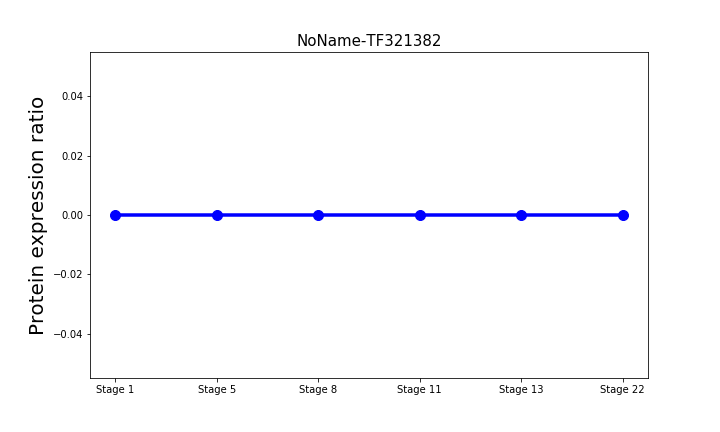 NoName-TF321382
Protein expression ratio
0.04
0.02
0.00
−0.02
−0.04
Stage 1
Stage 5
Stage 8
Stage 11
Stage 13
Stage 22